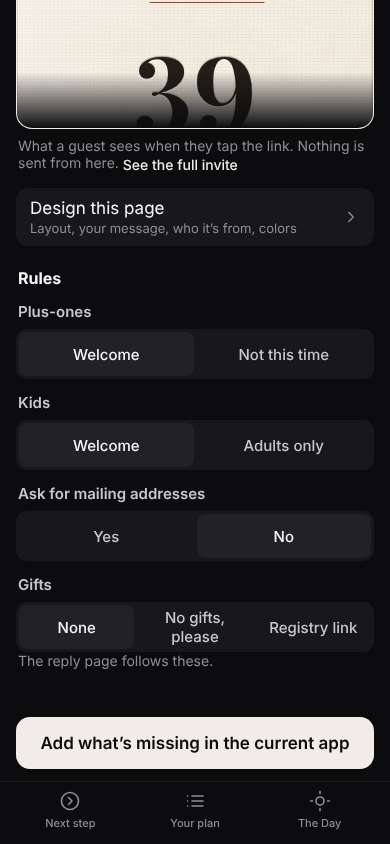 39
What a guest sees when they tap the link. Nothing is
sent from here. See the full invite
Design this page
Layout, your message, who it’s from, colors
Rules
Plus-ones
Welcome
Not this time
Kids
Welcome
Adults only
Ask for mailing addresses
Yes
No
Gifts
None
No gifts,
please
Registry link
The reply page follows these.
Add what’s missing in the current app
Next step
Your plan
The Day